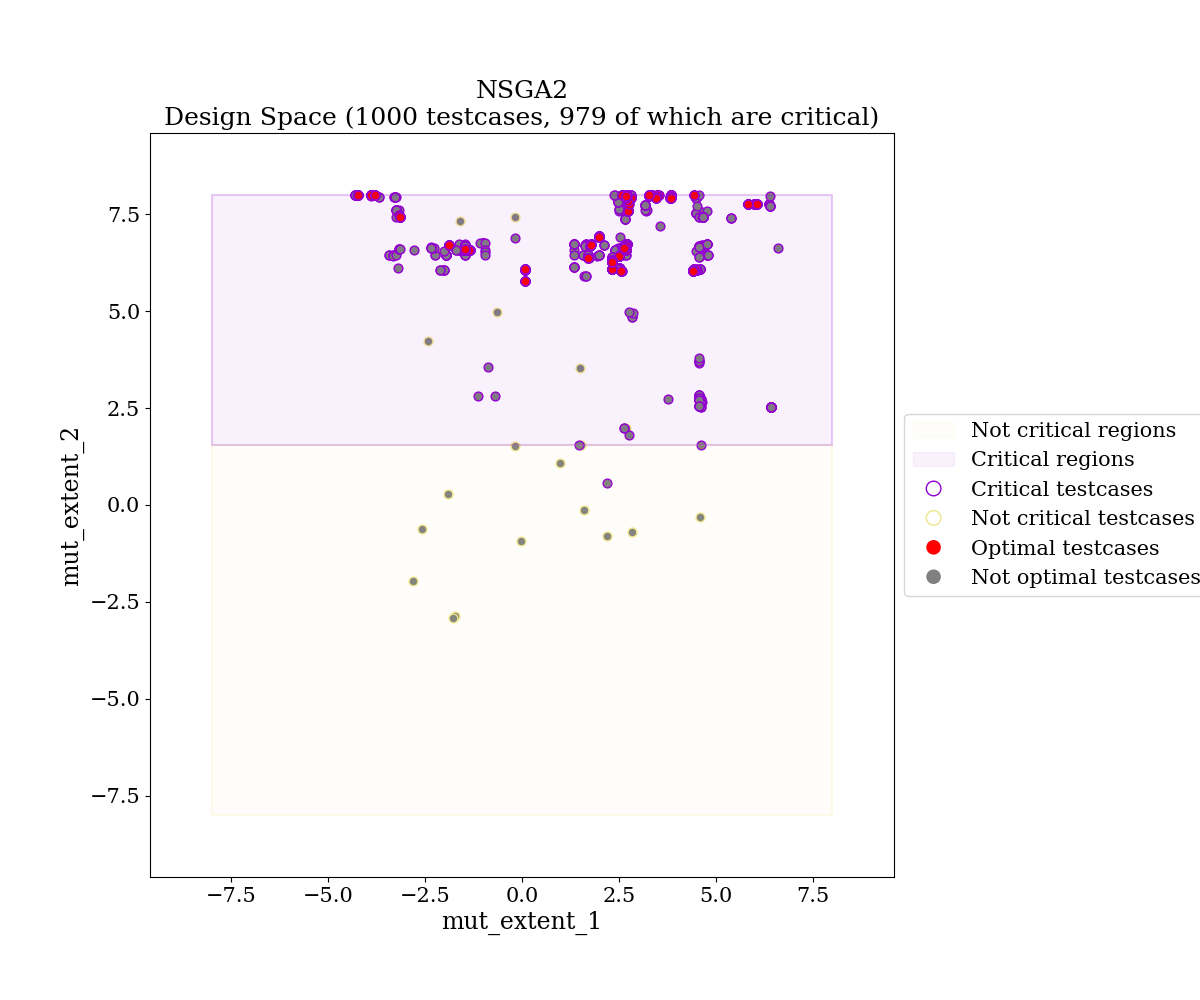 NSGA2
Design Space (1000 testcases, 979 of which are critical)
7.5
5.0
2.5
0.0
−2.5
−5.0
−7.5
mut_extent_2
−7.5
−5.0
−2.5
0.0
2.5
5.0
7.5
mut_extent_1
Not critical regions
Critical regions
Critical testcases
Not critical testcases
Optimal testcases
Not optimal testcases